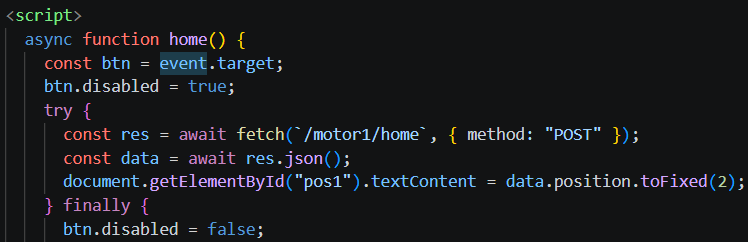 <script>
async function home() {
const btn = event.target;
btn.disabled = true;
try {
const res = await fetch(`/motor1/home`, { method: "POST" });
const data = await res.json();
document.getElementById("pos1").textContent = data.position.toFixed(2);
} finally {
btn.disabled = false;